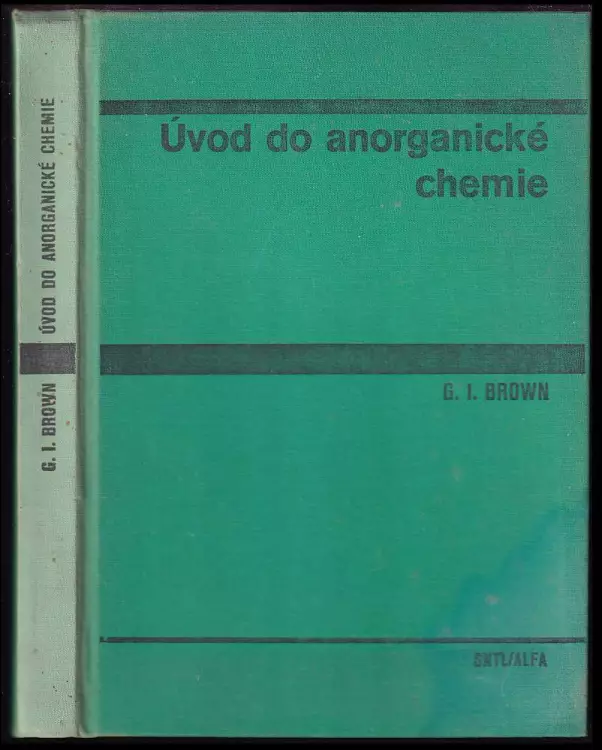 Úvod do anorganické
chemie
G. I. BROWN
SNTL/ALFA
G. I. BROWN ÚVOD DO ANORGANICKÉ CHEMIE